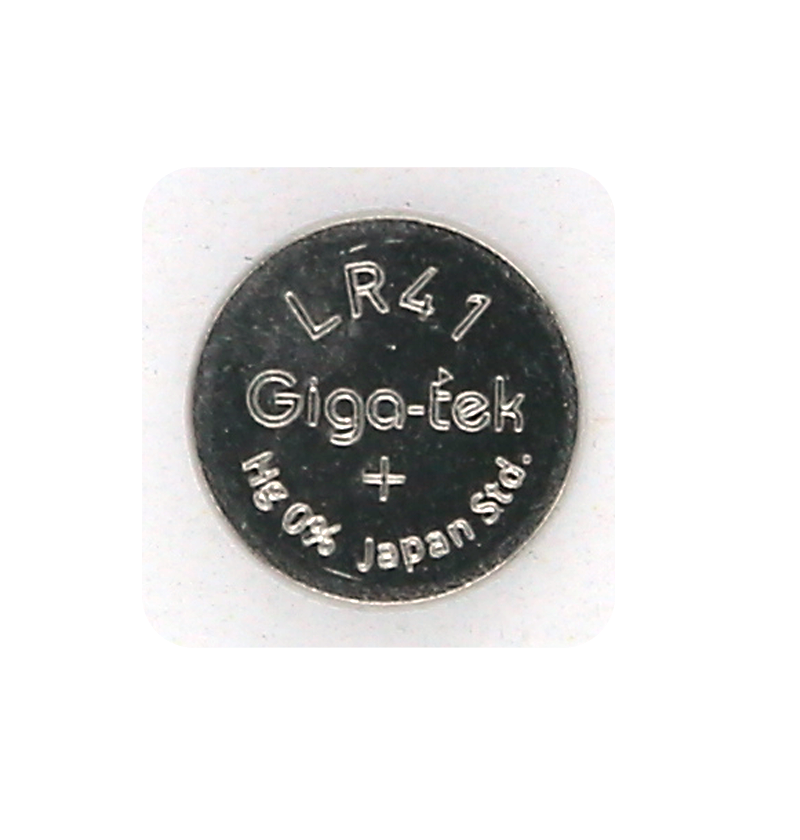 LR41
Giga-tek
+
Hg 0% Japan Std.